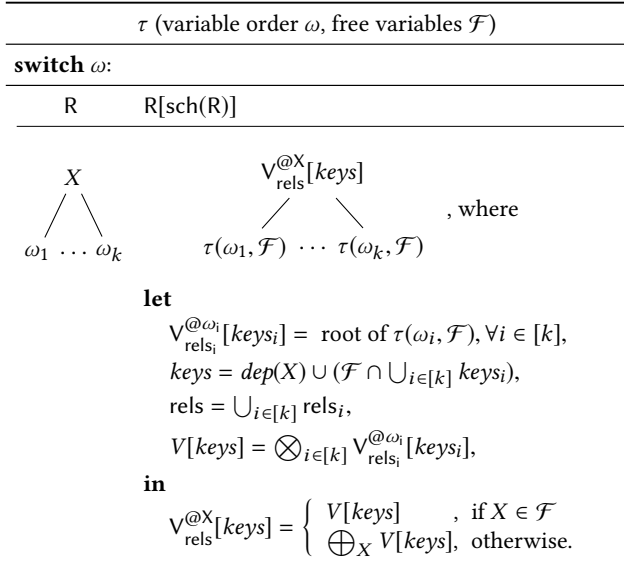 τ (variable order ω, free variables ℱ)
switch ω:
R R[sch(R)]
X V^{@X}_{rels}[keys]
, where
ω₁ … ω_k τ(ω₁, ℱ) ⋯ τ(ω_k, ℱ)
let
V^{@ω_i}_{rels_i}[keys_i] = root of τ(ω_i, ℱ), ∀i ∈ [k],
keys = dep(X) ∪ (ℱ ∩ ⋃_{i∈[k]} keys_i),
rels = ⋃_{i∈[k]} rels_i,
V[keys] = ⨂_{i∈[k]} V^{@ω_i}_{rels_i}[keys_i],
in
V^{@X}_{rels}[keys] = { V[keys] , if X ∈ ℱ
⨁_X V[keys], otherwise.